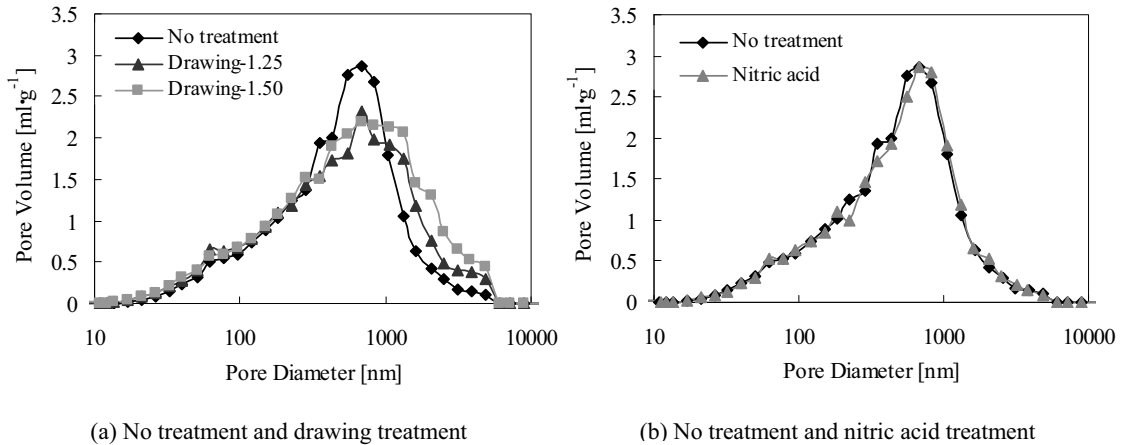 3.5
3
2.5
2
1.5
1
0.5
0
Pore Volume [ml•g-1]
No treatment
Drawing-1.25
Drawing-1.50
10 100 1000 10000
Pore Diameter [nm]
(a) No treatment and drawing treatment
3.5
3
2.5
2
1.5
1
0.5
0
Pore Volume [ml•g-1]
No treatment
Nitric acid
10 100 1000 10000
Pore Diameter [nm]
(b) No treatment and nitric acid treatment